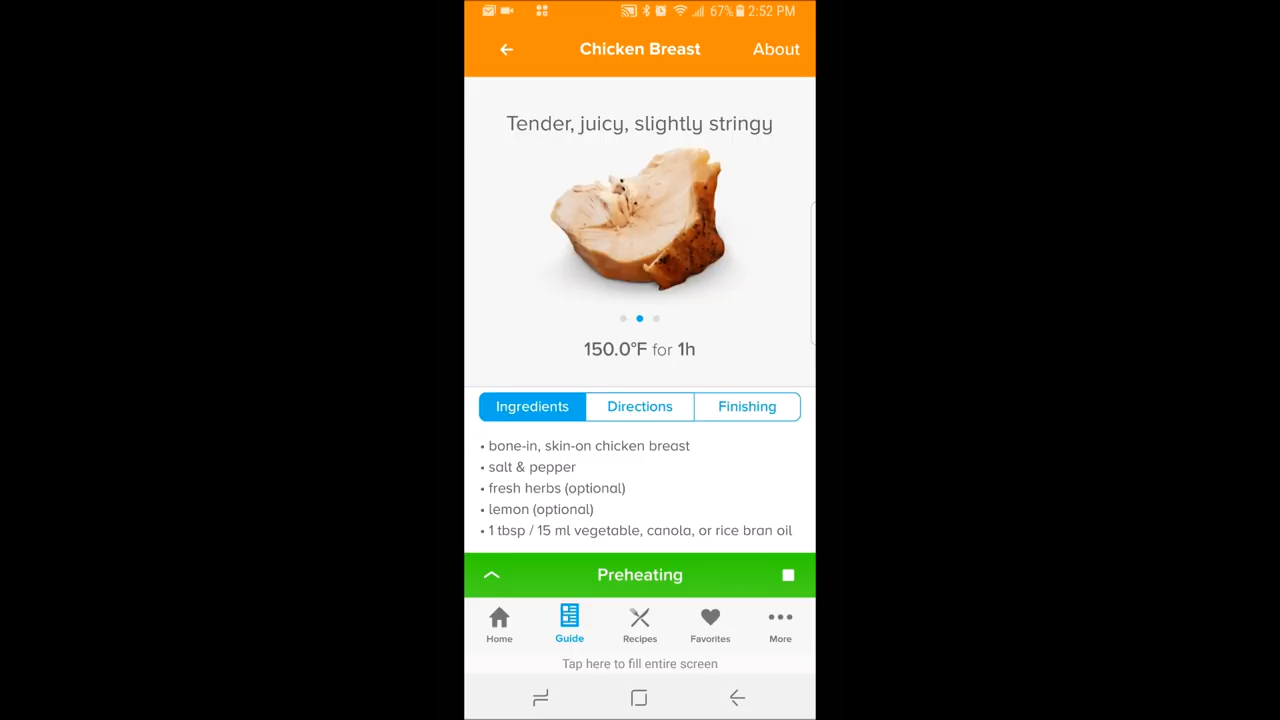 67% 2:52 PM
Chicken Breast About
Tender, juicy, slightly stringy
150.0°F for 1h
Ingredients Directions Finishing
• bone-in, skin-on chicken breast
• salt & pepper
• fresh herbs (optional)
• lemon (optional)
• 1 tbsp / 15 ml vegetable, canola, or rice bran oil
Preheating
Home Guide Recipes Favorites More
Tap here to fill entire screen